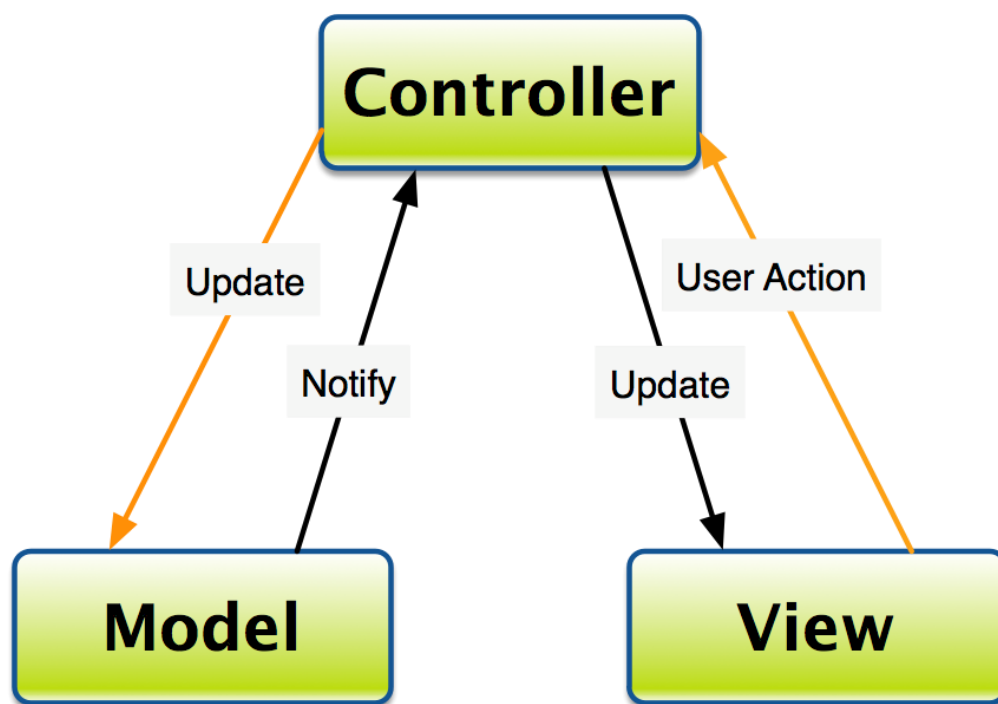 Controller
Update
User Action
Notify
Update
Model
View